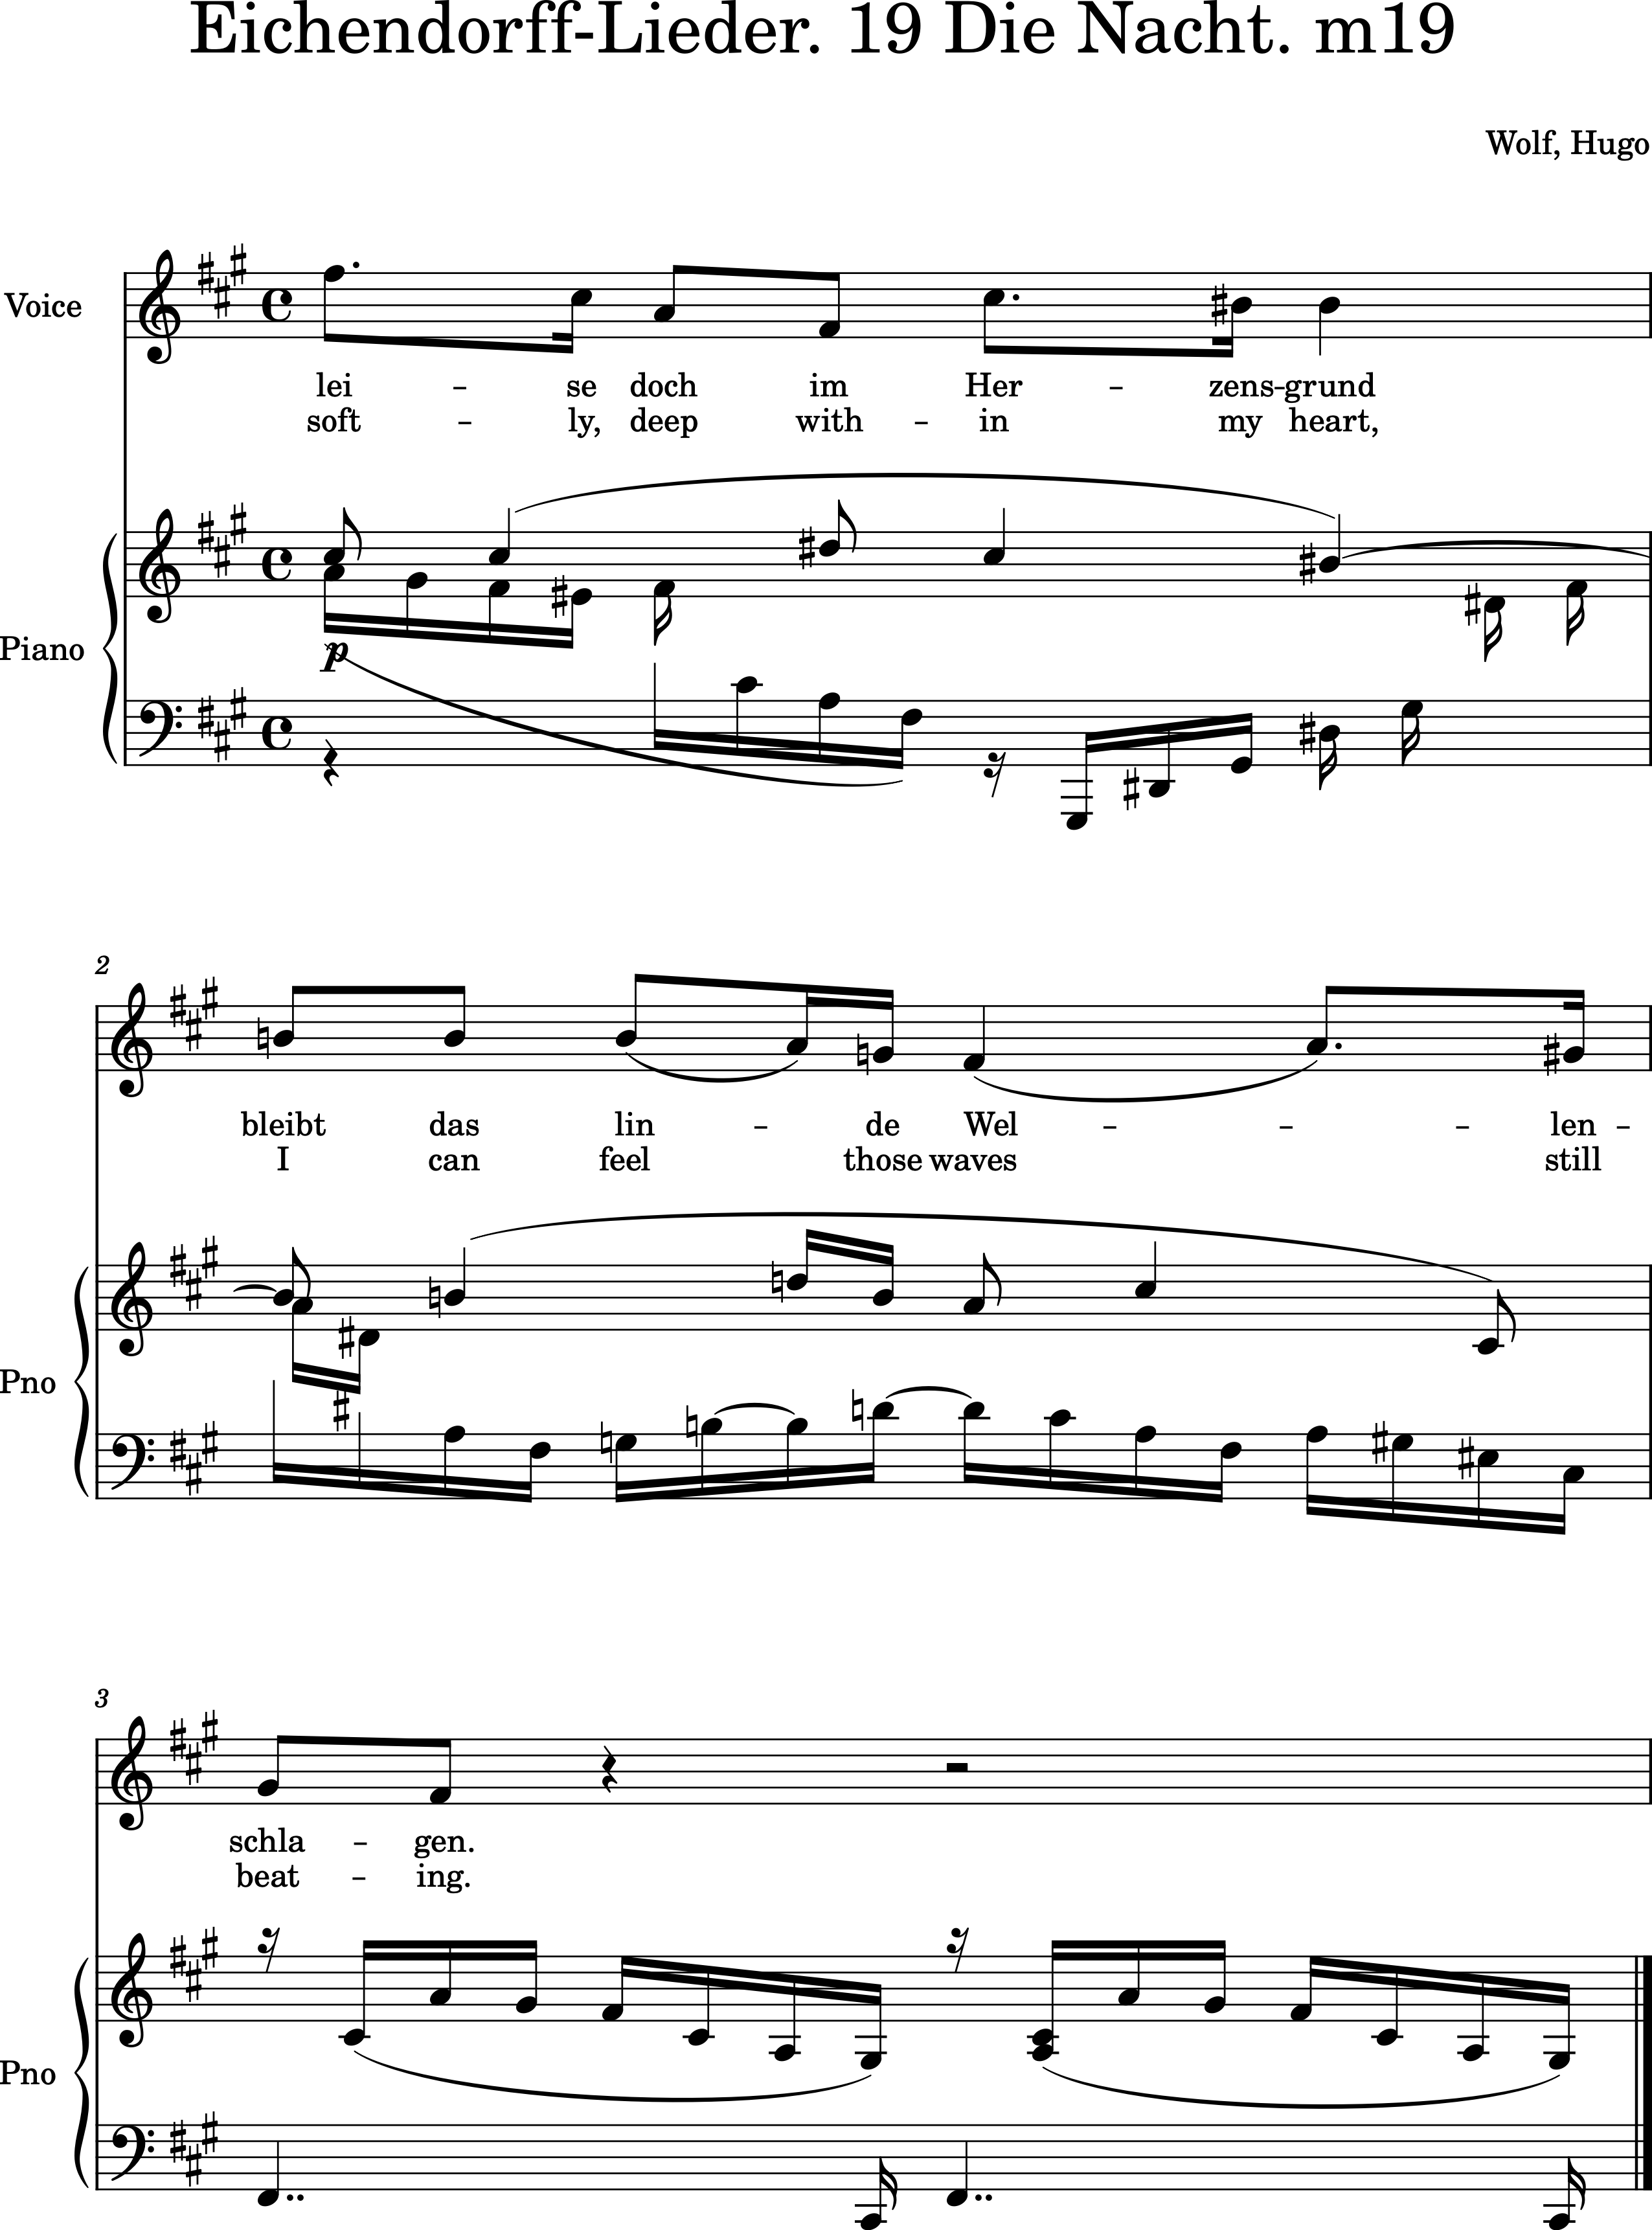 Eichendorff-Lieder. 19 Die Nacht. m19
Wolf, Hugo
Voice
lei – se doch im Her – zens-grund
soft – ly, deep with – in my heart,
Piano
p
2
bleibt das lin – de Wel – – – len –
I can feel those waves still
Pno
3
schla – gen.
beat – ing.
Pno